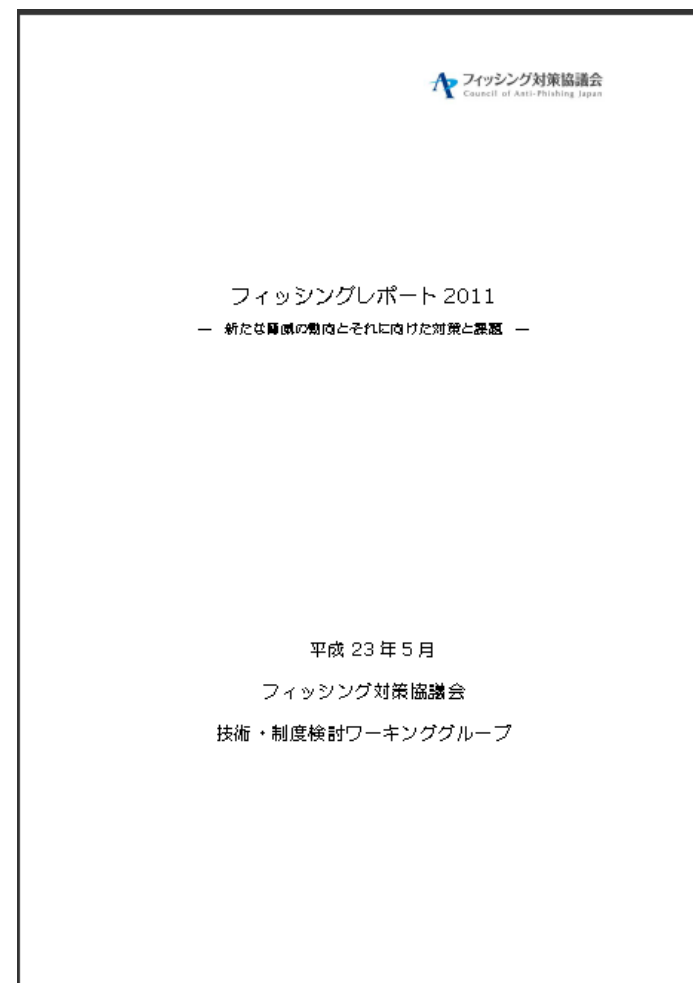 フィッシング対策協議会
Council of Anti-Phishing Japan
フィッシングレポート 2011
― 新たな脅威の動向とそれに向けた対策と課題 ―
平成 23 年 5 月
フィッシング対策協議会
技術・制度検討ワーキンググループ